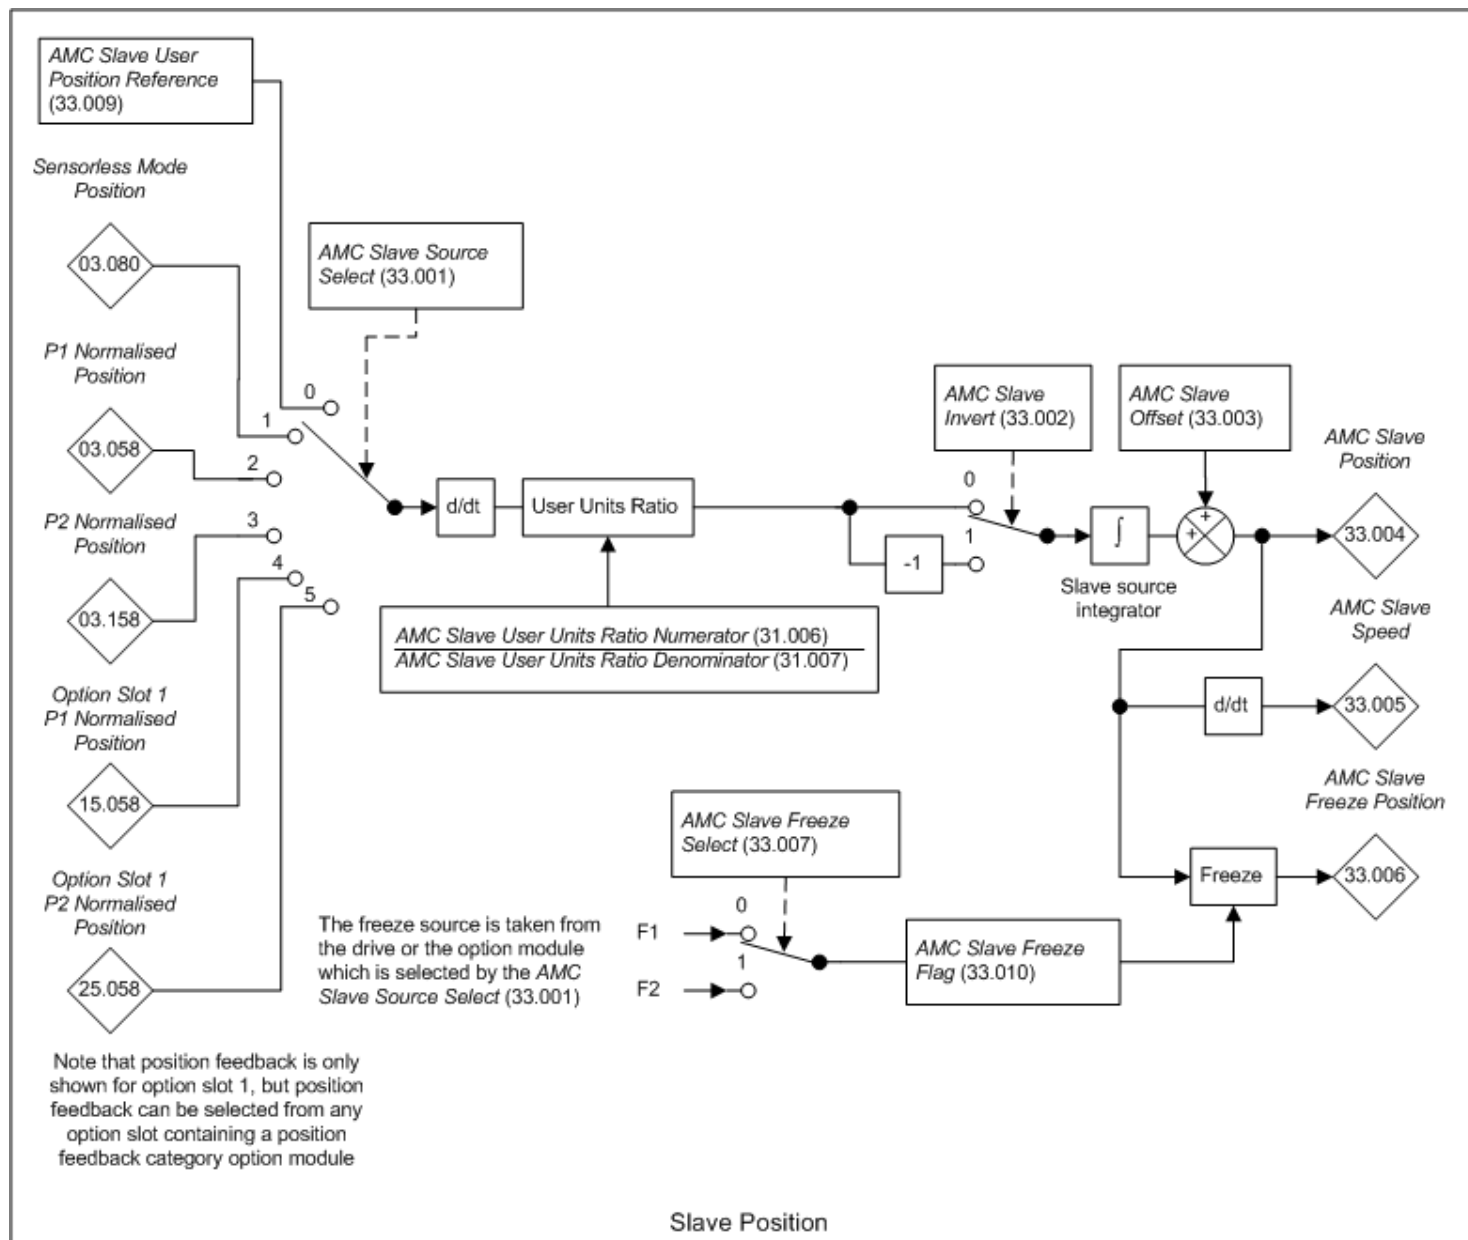 AMC Slave User
Position Reference
(33.009)
Sensorless Mode
Position
03.080
AMC Slave Source
Select (33.001)
P1 Normalised
Position
03.058
P2 Normalised
Position
03.158
Option Slot 1
P1 Normalised
Position
15.058
Option Slot 1
P2 Normalised
Position
25.058
Note that position feedback is only
shown for option slot 1, but position
feedback can be selected from any
option slot containing a position
feedback category option module
0
1
2
3
4
5
d/dt
User Units Ratio
AMC Slave User Units Ratio Numerator (31.006)
AMC Slave User Units Ratio Denominator (31.007)
AMC Slave
Invert (33.002)
0
1
-1
∫
Slave source
integrator
AMC Slave
Offset (33.003)
+
+
AMC Slave
Position
33.004
AMC Slave
Speed
d/dt
33.005
AMC Slave
Freeze Position
Freeze
33.006
AMC Slave Freeze
Select (33.007)
The freeze source is taken from
the drive or the option module
which is selected by the AMC
Slave Source Select (33.001)
F1
0
1
F2
AMC Slave Freeze
Flag (33.010)
Slave Position